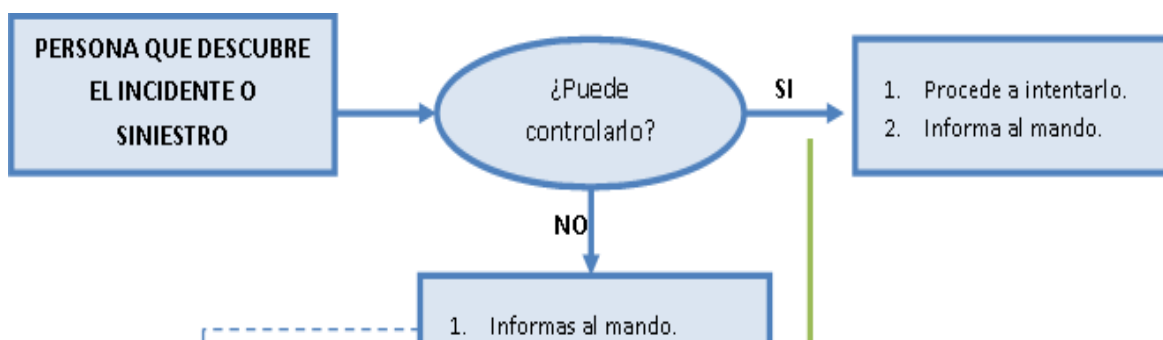 PERSONA QUE DESCUBRE
EL INCIDENTE O
SINIESTRO
¿Puede
controlarlo?
SI
1. Procede a intentarlo.
2. Informa al mando.
NO
1. Informas al mando.